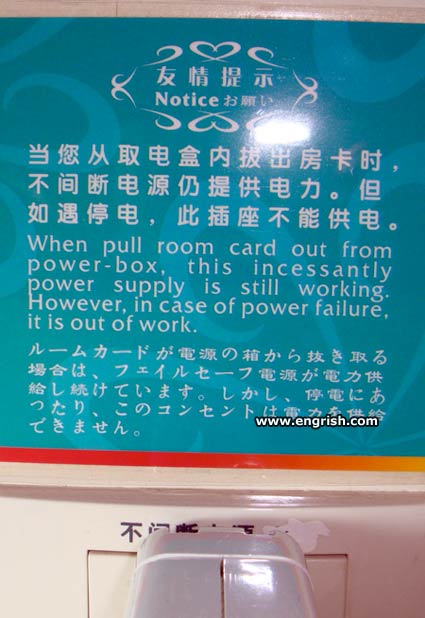 友情提示
Notice お願い
当您从取电盒内拔出房卡时，
不间断电源仍提供电力。但
如遇停电，此插座不能供电。
When pull room card out from
power-box, this incessantly
power supply is still working.
However, in case of power failure,
it is out of work.
ルームカードが電源の箱から抜き取る
場合は、フェイルセーフ電源が電力供
給し続けています。しかし、停電にあ
ったり、このコンセントは電力を供給
できません。
www.engrish.com
不间断电源